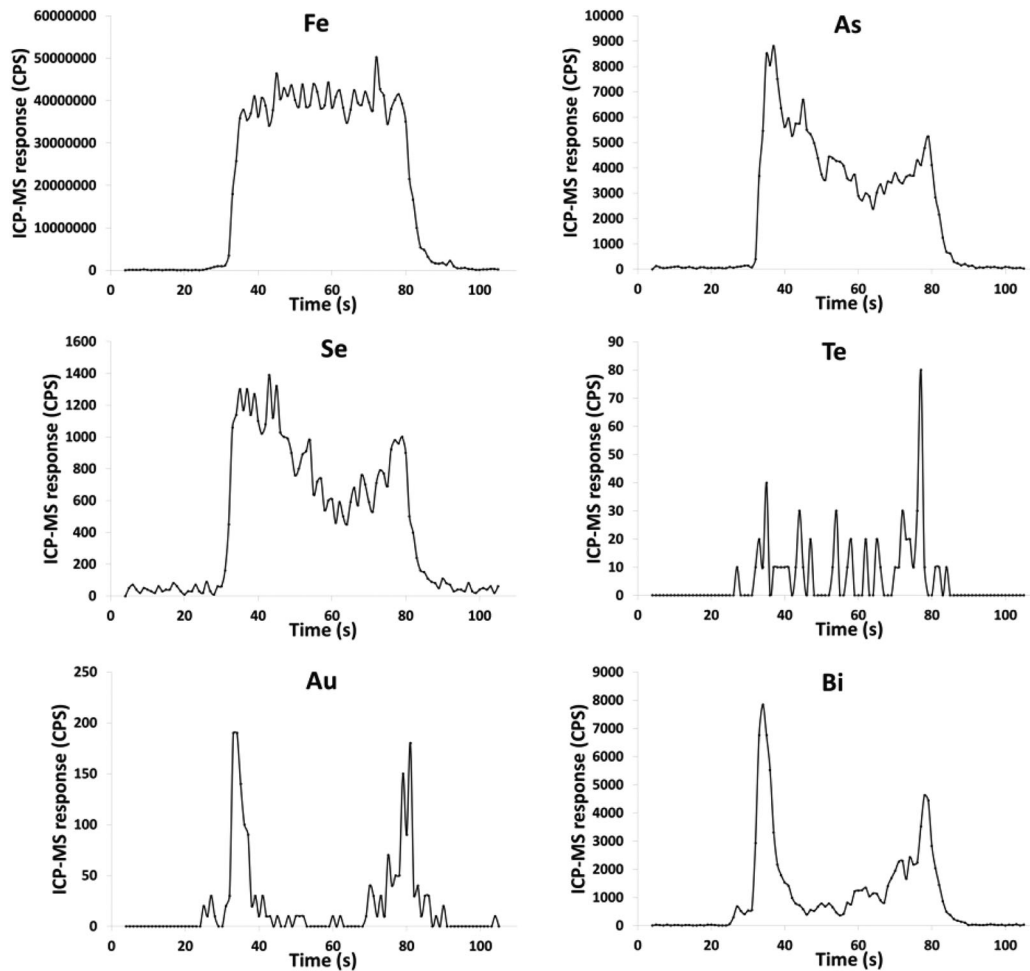 Fe
ICP-MS response (CPS)
60000000
50000000
40000000
30000000
20000000
10000000
0
0 20 40 60 80 100
Time (s)
As
ICP-MS response (CPS)
10000
9000
8000
7000
6000
5000
4000
3000
2000
1000
0
0 20 40 60 80 100
Time (s)
Se
ICP-MS response (CPS)
1600
1400
1200
1000
800
600
400
200
0
0 20 40 60 80 100
Time (s)
Te
ICP-MS response (CPS)
90
80
70
60
50
40
30
20
10
0
0 20 40 60 80 100
Time (s)
Au
ICP-MS response (CPS)
250
200
150
100
50
0
0 20 40 60 80 100
Time (s)
Bi
ICP-MS response (CPS)
9000
8000
7000
6000
5000
4000
3000
2000
1000
0
0 20 40 60 80 100
Time (s)